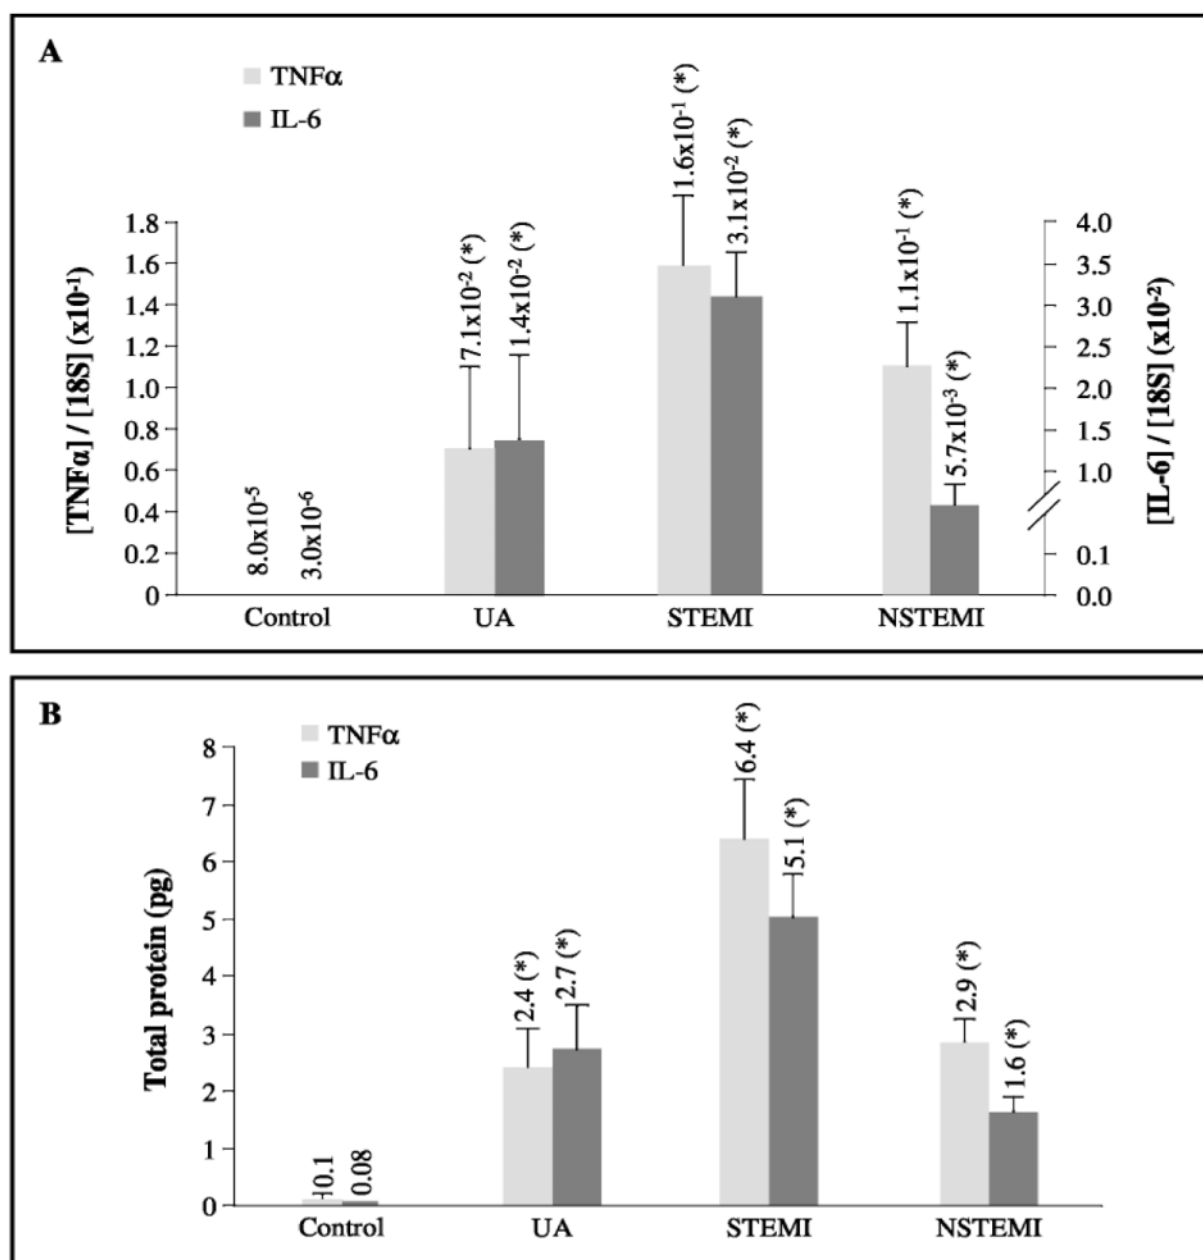 A
TNFα
IL-6
[TNFα] / [18S] (x10⁻¹)
1.8
1.6
1.4
1.2
1.0
0.8
0.6
0.4
0.2
0
8.0x10⁻⁵
3.0x10⁻⁶
7.1x10⁻² (*)
1.4x10⁻² (*)
1.6x10⁻¹ (*)
3.1x10⁻² (*)
1.1x10⁻¹ (*)
5.7x10⁻³ (*)
4.0
3.5
3.0
2.5
2.0
1.5
1.0
0.1
0.0
[IL-6] / [18S] (x10⁻²)
Control UA STEMI NSTEMI
B
TNFα
IL-6
Total protein (pg)
8
7
6
5
4
3
2
1
0
0.1
0.08
2.4 (*)
2.7 (*)
6.4 (*)
5.1 (*)
2.9 (*)
1.6 (*)
Control UA STEMI NSTEMI